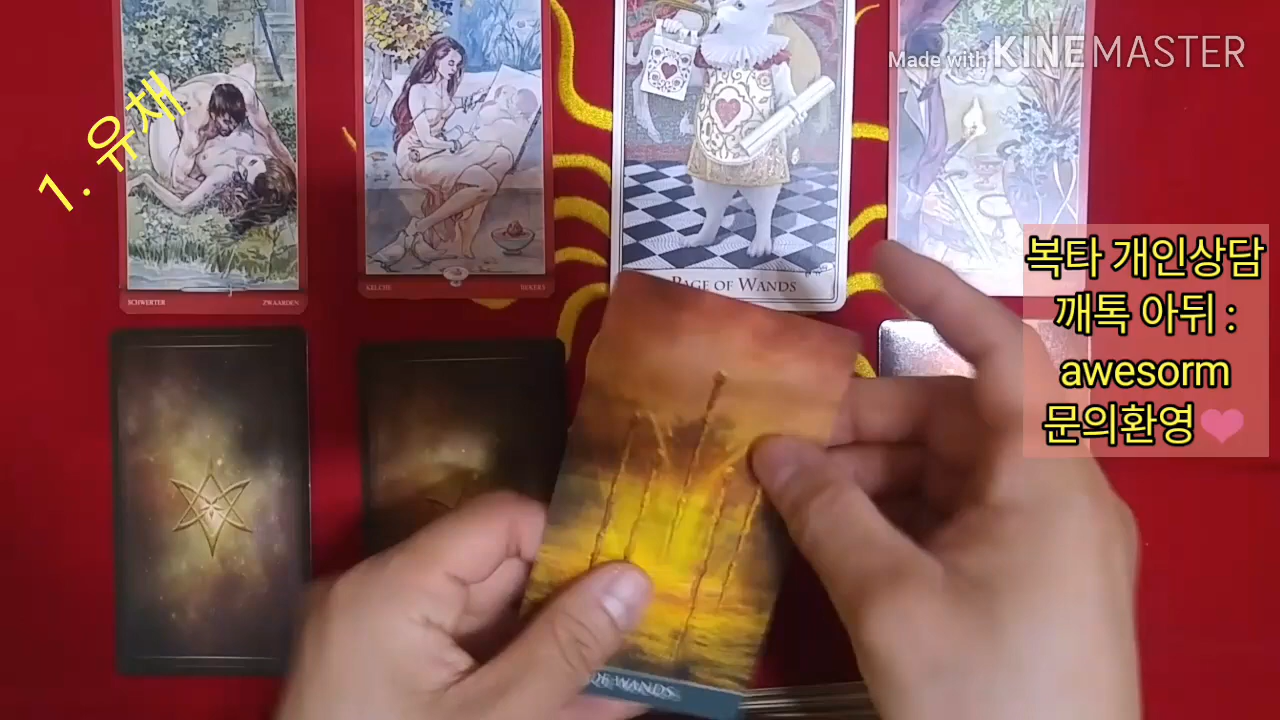 Made with KINEMASTER
1. 유채
복타 개인상담
깨톡 아뒤 :
awesorm
문의환영
SCHWERTER ZWAARDEN
KELCHE BEKERS
PAGE OF WANDS
OF WANDS